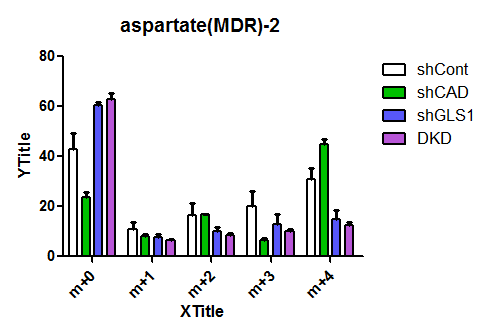 aspartate(MDR)-2
80
60
40
20
0
YTitle
m+0
m+1
m+2
m+3
m+4
XTitle
shCont
shCAD
shGLS1
DKD